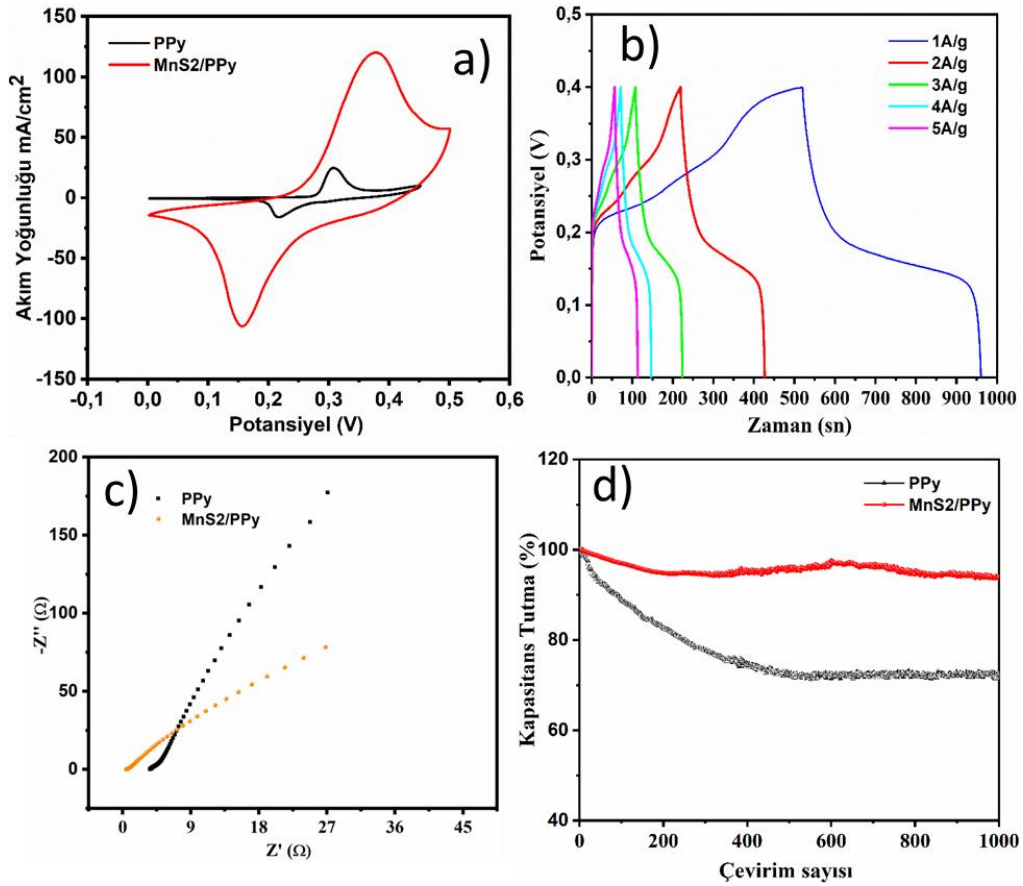 a)
PPy
MnS2/PPy
Akım Yoğunluğu mA/cm²
150
100
50
0
-50
-100
-150
-0,1 0,0 0,1 0,2 0,3 0,4 0,5 0,6
Potansiyel (V)
b)
1A/g
2A/g
3A/g
4A/g
5A/g
Potansiyel (V)
0,5
0,4
0,3
0,2
0,1
0,0
0 100 200 300 400 500 600 700 800 900 1000
Zaman (sn)
c)
PPy
MnS2/PPy
-Z'' (Ω)
200
150
100
50
0
0 9 18 27 36 45
Z' (Ω)
d)
PPy
MnS2/PPy
Kapasitans Tutma (%)
120
100
80
60
40
0 200 400 600 800 1000
Çevirim sayısı